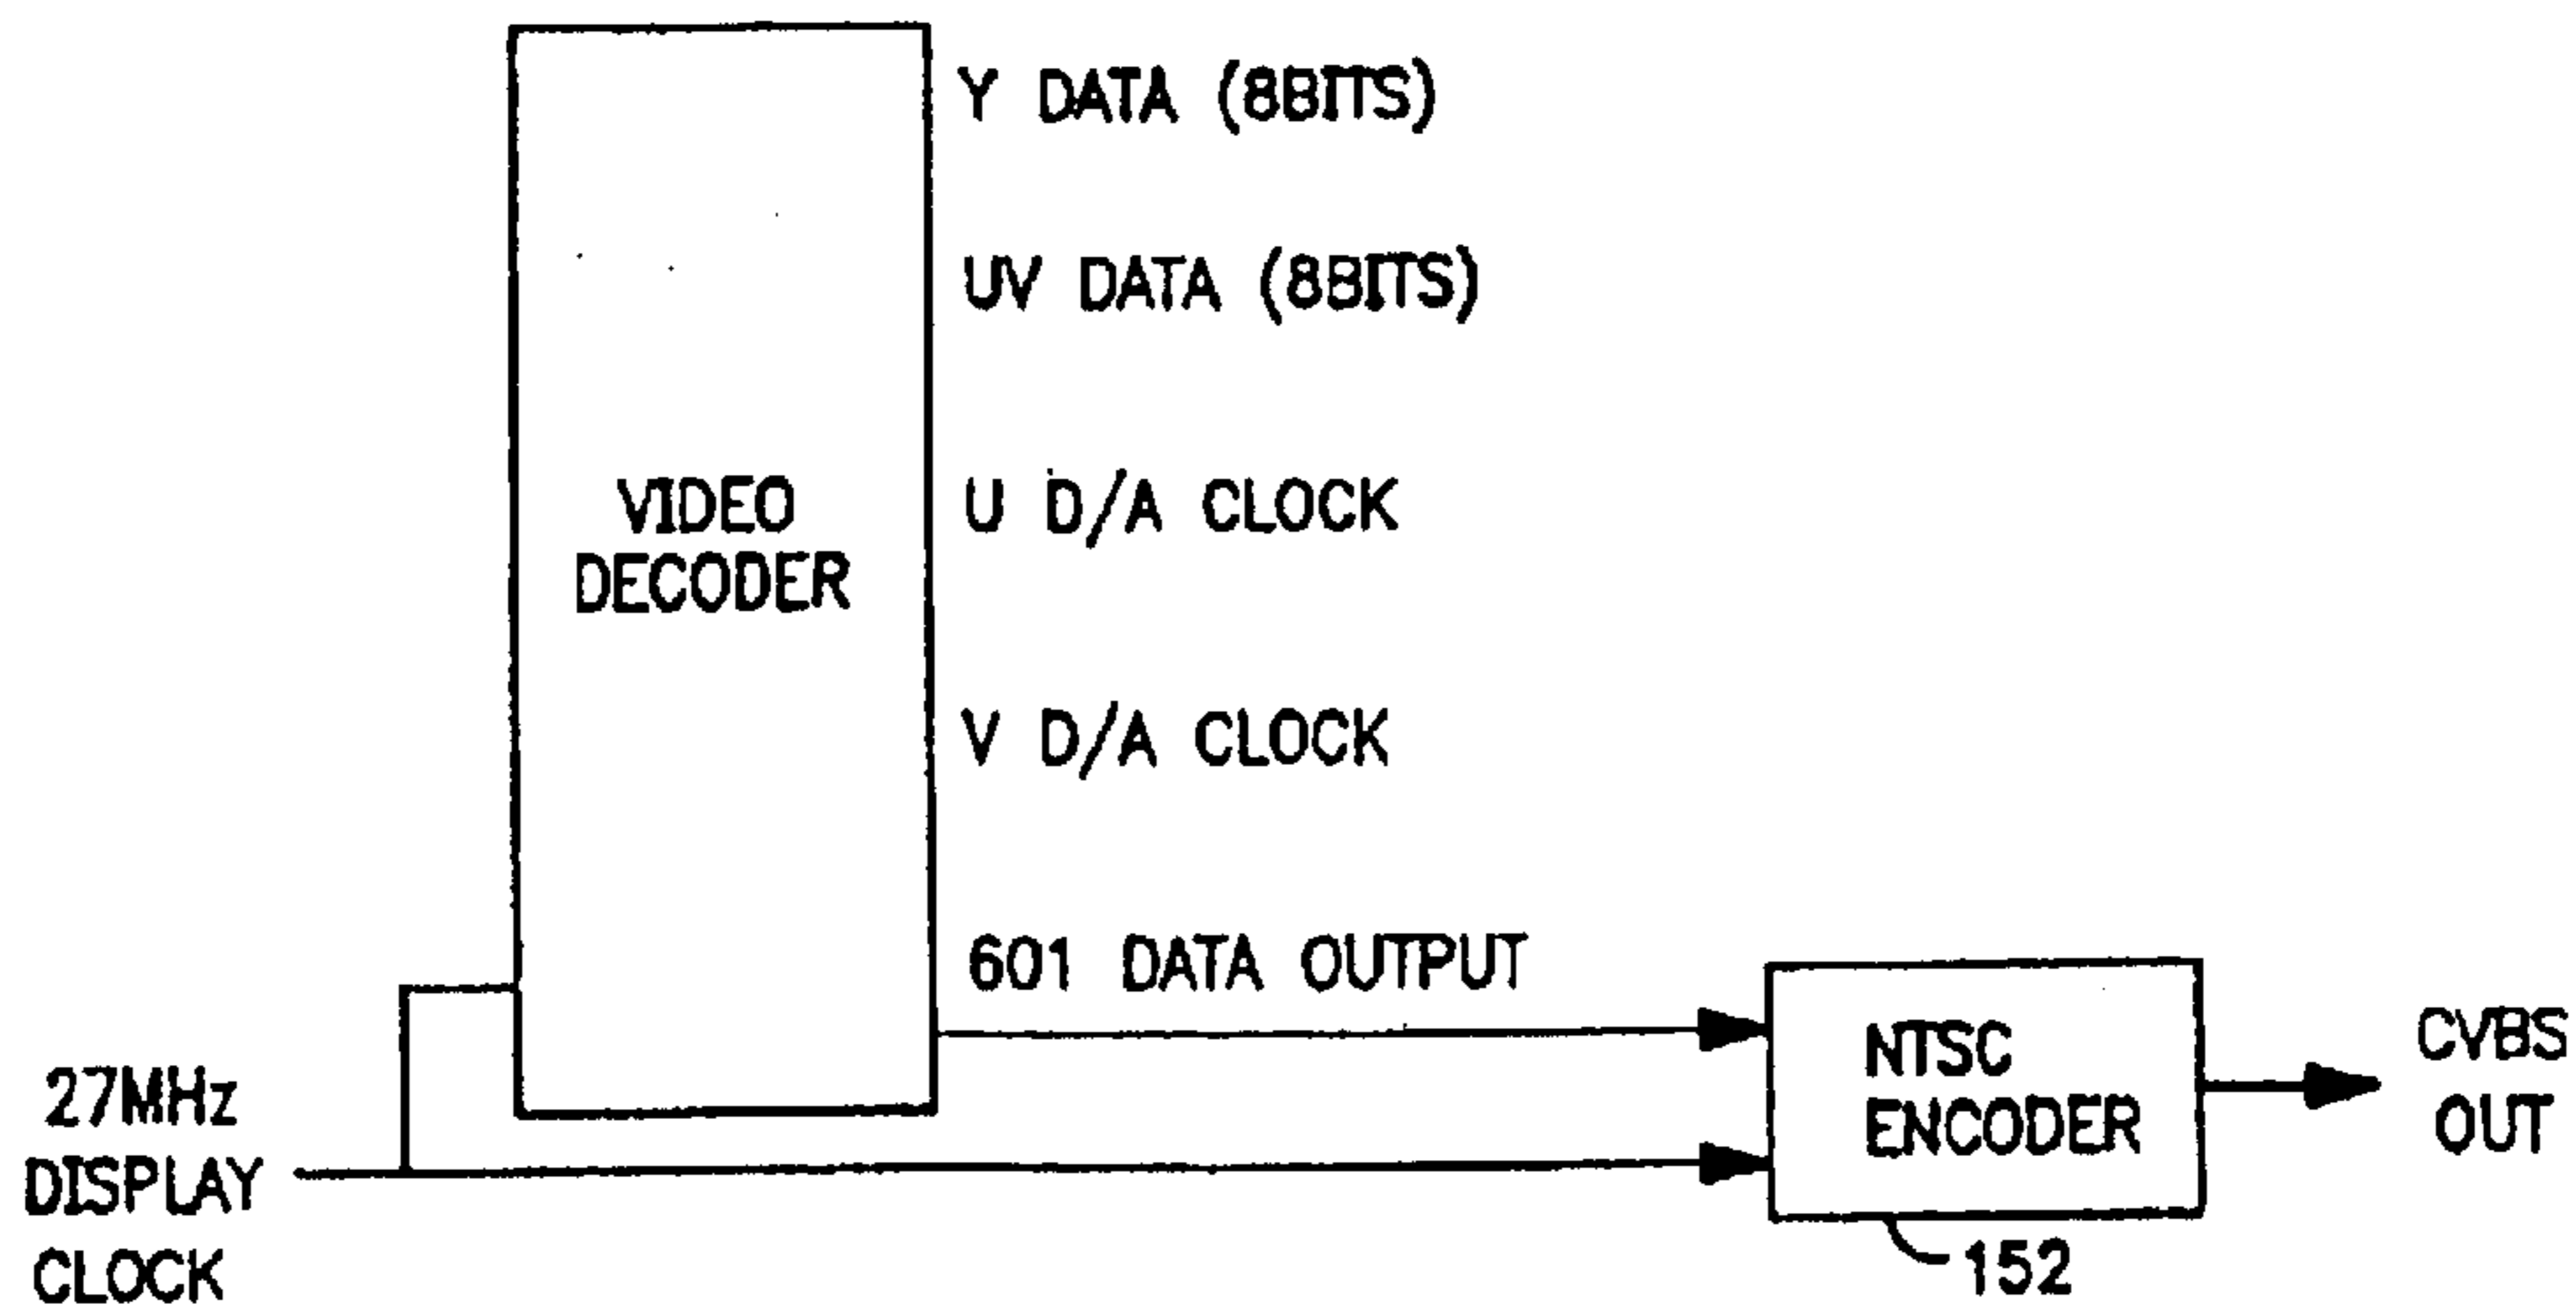 Y DATA (8BITS)
UV DATA (8BITS)
VIDEO
DECODER
U D/A CLOCK
V D/A CLOCK
601 DATA OUTPUT
27MHz
DISPLAY
CLOCK
NTSC
ENCODER
152
CVBS
OUT